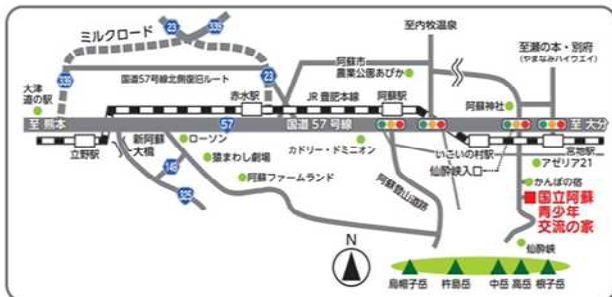 ミルクロード
23
339
339
23
国道57号線北側復旧ルート
大津
道の駅
至 熊本
赤水駅
JR 豊肥本線
阿蘇市
農業公園あぴか
阿蘇駅
至内牧温泉
至瀬の本・別府
(やまなみハイウェイ)
阿蘇神社
57
国道 57 号線
至 大分
立野駅
新阿蘇
大橋
ローソン
猿まわし劇場
阿蘇ファームランド
149
325
カドリー・ドミニオン
阿蘇登山道路
いこいの村駅
仙酔峡入口
宮地駅
アゼリア21
かんぽの宿
国立阿蘇
青少年
交流の家
仙酔峡
N
烏帽子岳
杵島岳
中岳
高岳
根子岳